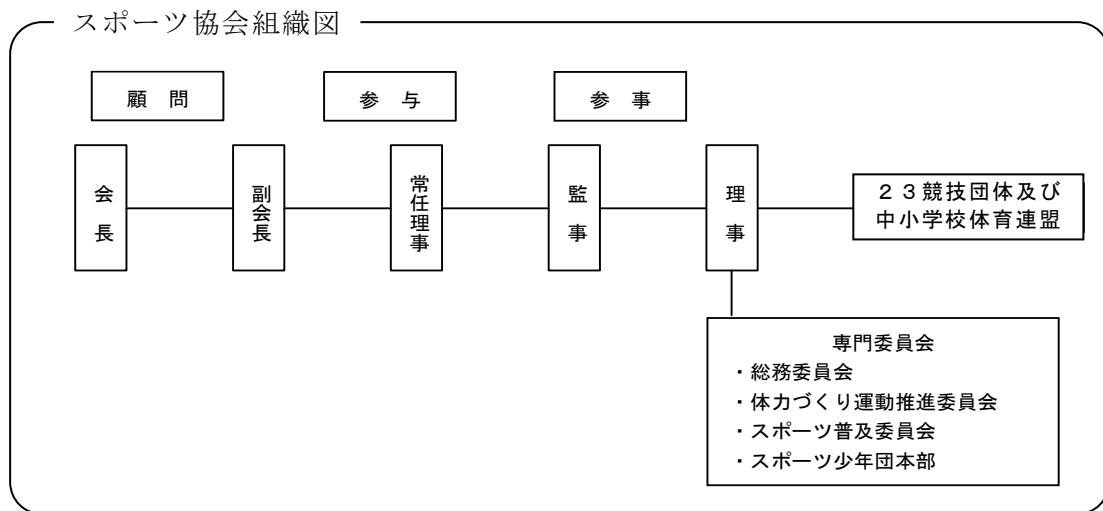 スポーツ協会組織図
顧　問
参　与
参　事
会長
副会長
常任理事
監事
理事
２３競技団体及び
中小学校体育連盟
専門委員会
・総務委員会
・体力づくり運動推進委員会
・スポーツ普及委員会
・スポーツ少年団本部